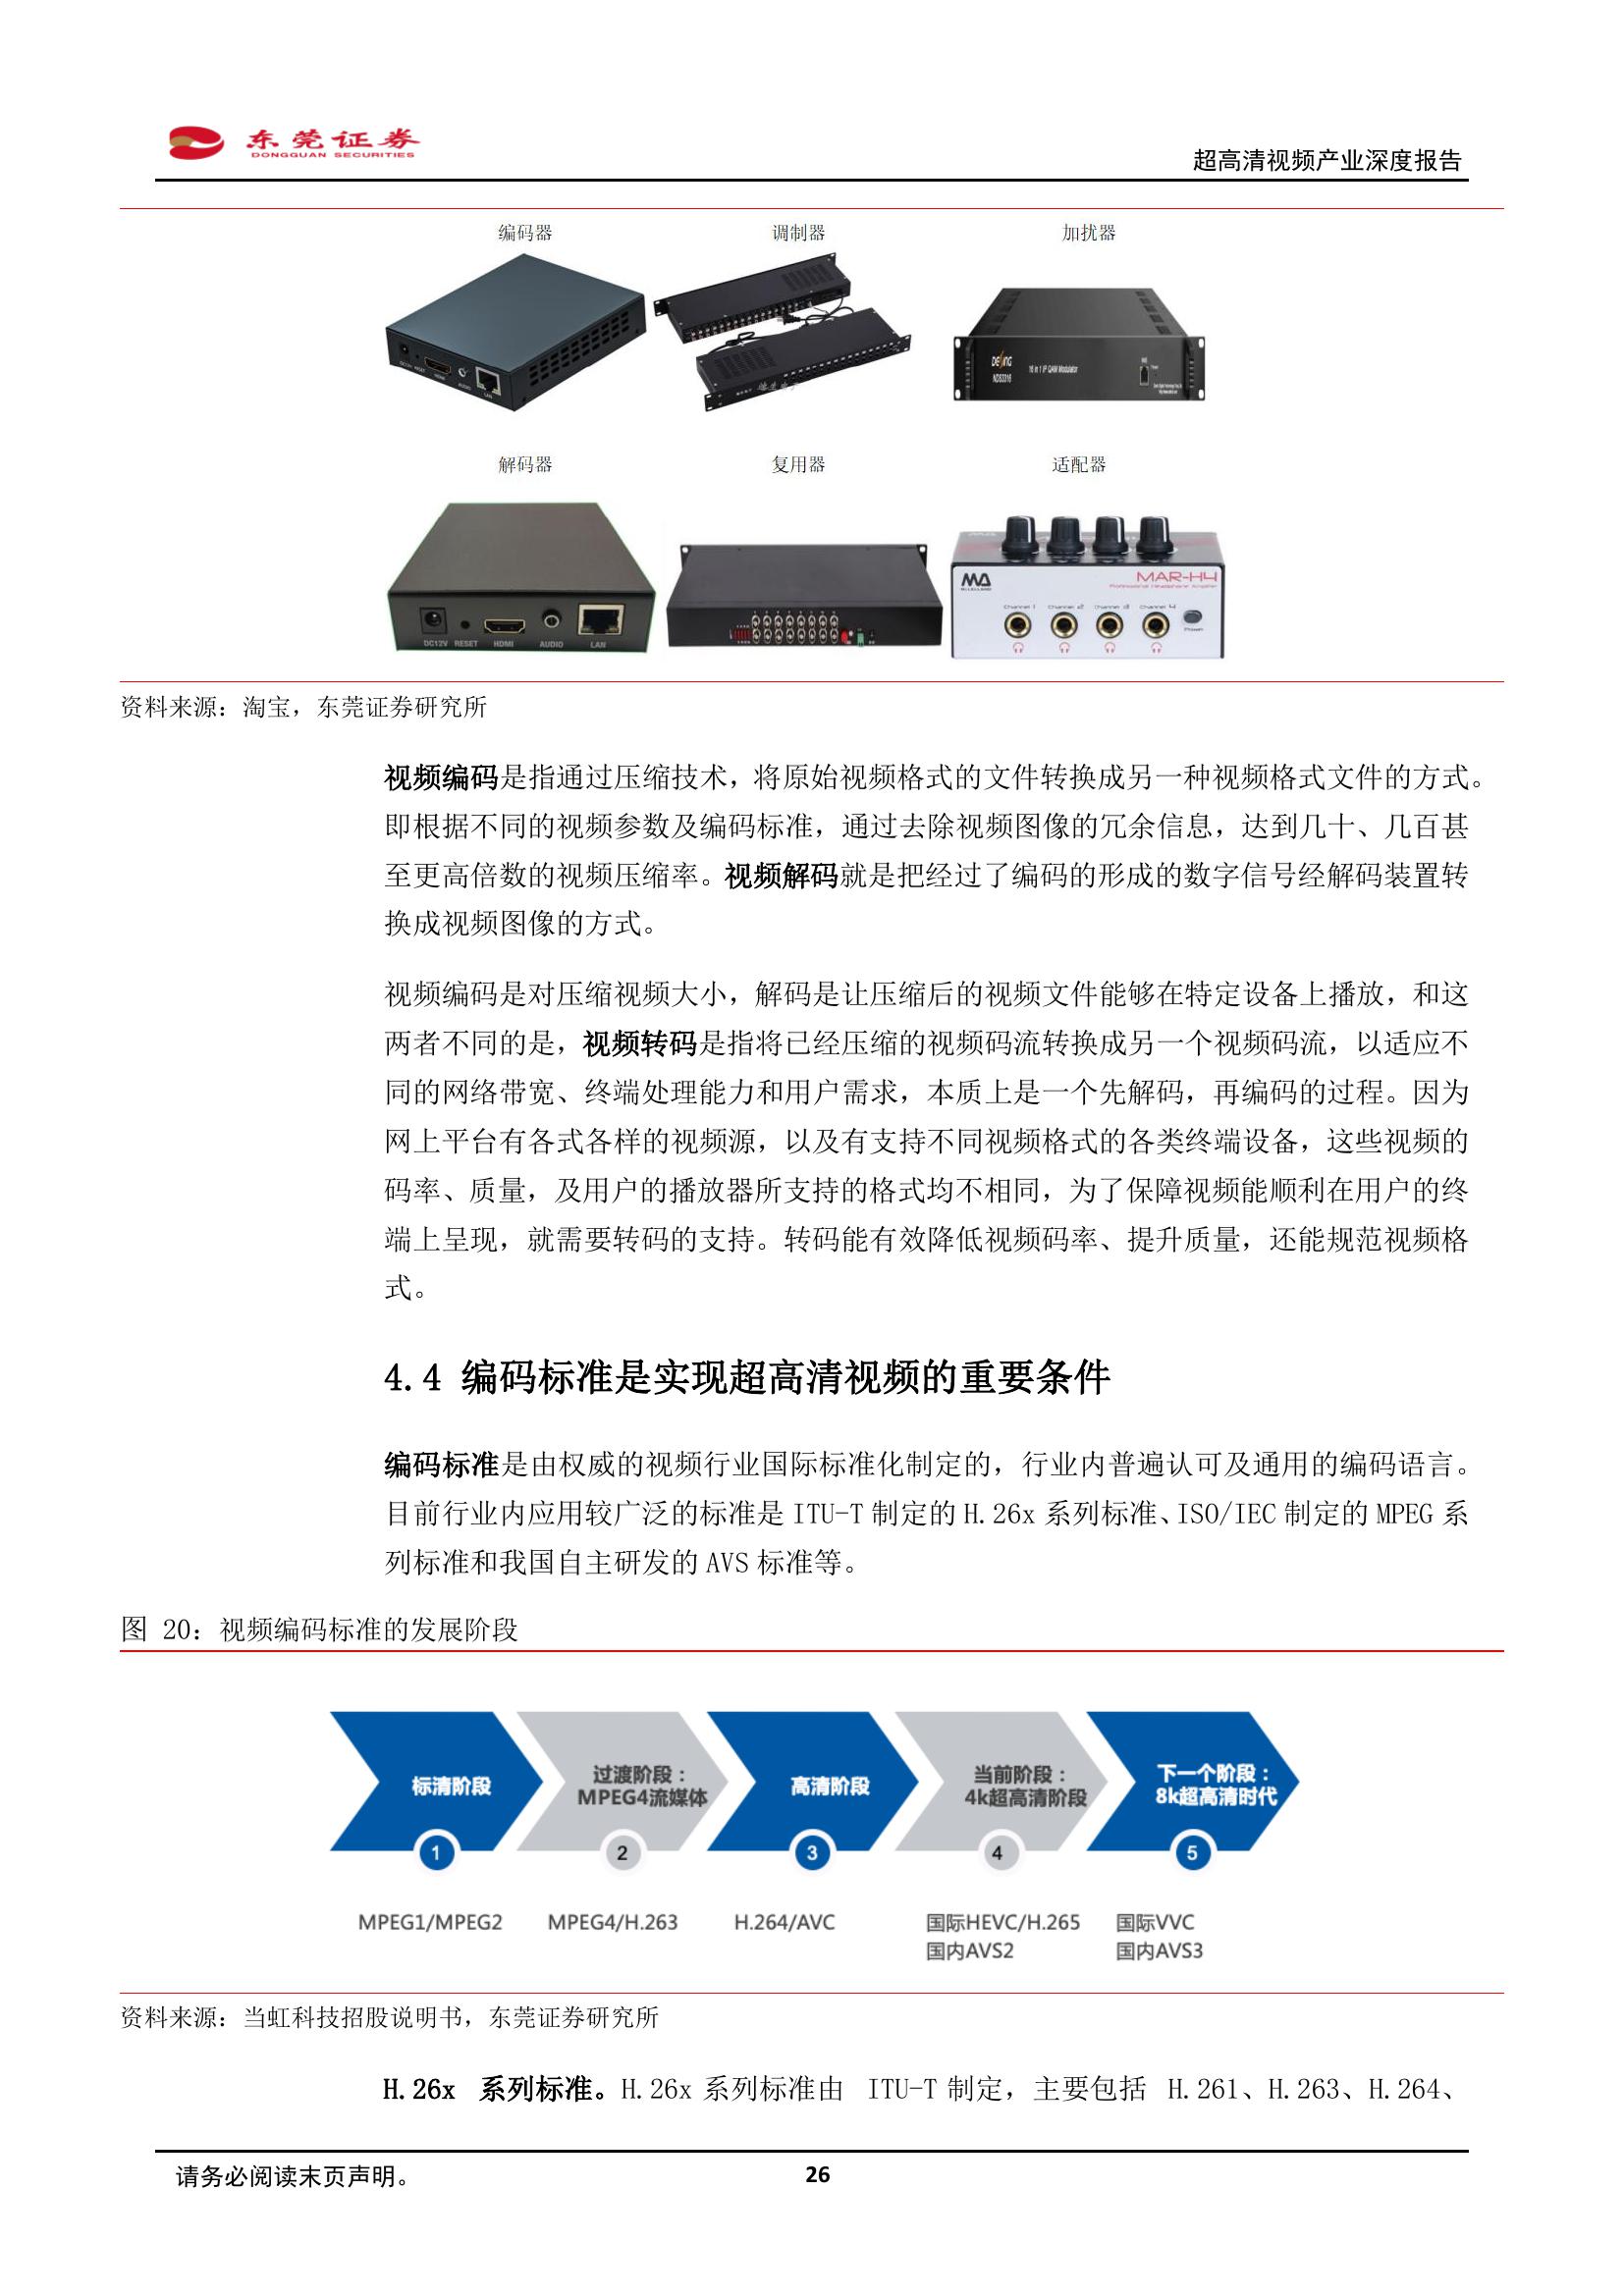 东莞证券
DONGGUAN SECURITIES
超高清视频产业深度报告
编码器 调制器 加扰器
DEXING
NDS3316
16 in 1 IP QAM Modulator
解码器 复用器 适配器
DC12V RESET HDMI AUDIO LAN
MAR-H4
Channel 1 Channel 2 Channel 3 Channel 4
Power
资料来源：淘宝，东莞证券研究所
视频编码是指通过压缩技术，将原始视频格式的文件转换成另一种视频格式文件的方式。
即根据不同的视频参数及编码标准，通过去除视频图像的冗余信息，达到几十、几百甚
至更高倍数的视频压缩率。视频解码就是把经过了编码的形成的数字信号经解码装置转
换成视频图像的方式。
视频编码是对压缩视频大小，解码是让压缩后的视频文件能够在特定设备上播放，和这
两者不同的是，视频转码是指将已经压缩的视频码流转换成另一个视频码流，以适应不
同的网络带宽、终端处理能力和用户需求，本质上是一个先解码，再编码的过程。因为
网上平台有各式各样的视频源，以及有支持不同视频格式的各类终端设备，这些视频的
码率、质量，及用户的播放器所支持的格式均不相同，为了保障视频能顺利在用户的终
端上呈现，就需要转码的支持。转码能有效降低视频码率、提升质量，还能规范视频格
式。
4.4 编码标准是实现超高清视频的重要条件
编码标准是由权威的视频行业国际标准化制定的，行业内普遍认可及通用的编码语言。
目前行业内应用较广泛的标准是 ITU-T 制定的 H.26x 系列标准、ISO/IEC 制定的 MPEG 系
列标准和我国自主研发的 AVS 标准等。
图 20：视频编码标准的发展阶段
标清阶段
1
MPEG1/MPEG2
过渡阶段：
MPEG4流媒体
2
MPEG4/H.263
高清阶段
3
H.264/AVC
当前阶段：
4k超高清阶段
4
国际HEVC/H.265
国内AVS2
下一个阶段：
8k超高清时代
5
国际VVC
国内AVS3
资料来源：当虹科技招股说明书，东莞证券研究所
H.26x 系列标准。H.26x 系列标准由 ITU-T 制定，主要包括 H.261、H.263、H.264、
请务必阅读末页声明。
26